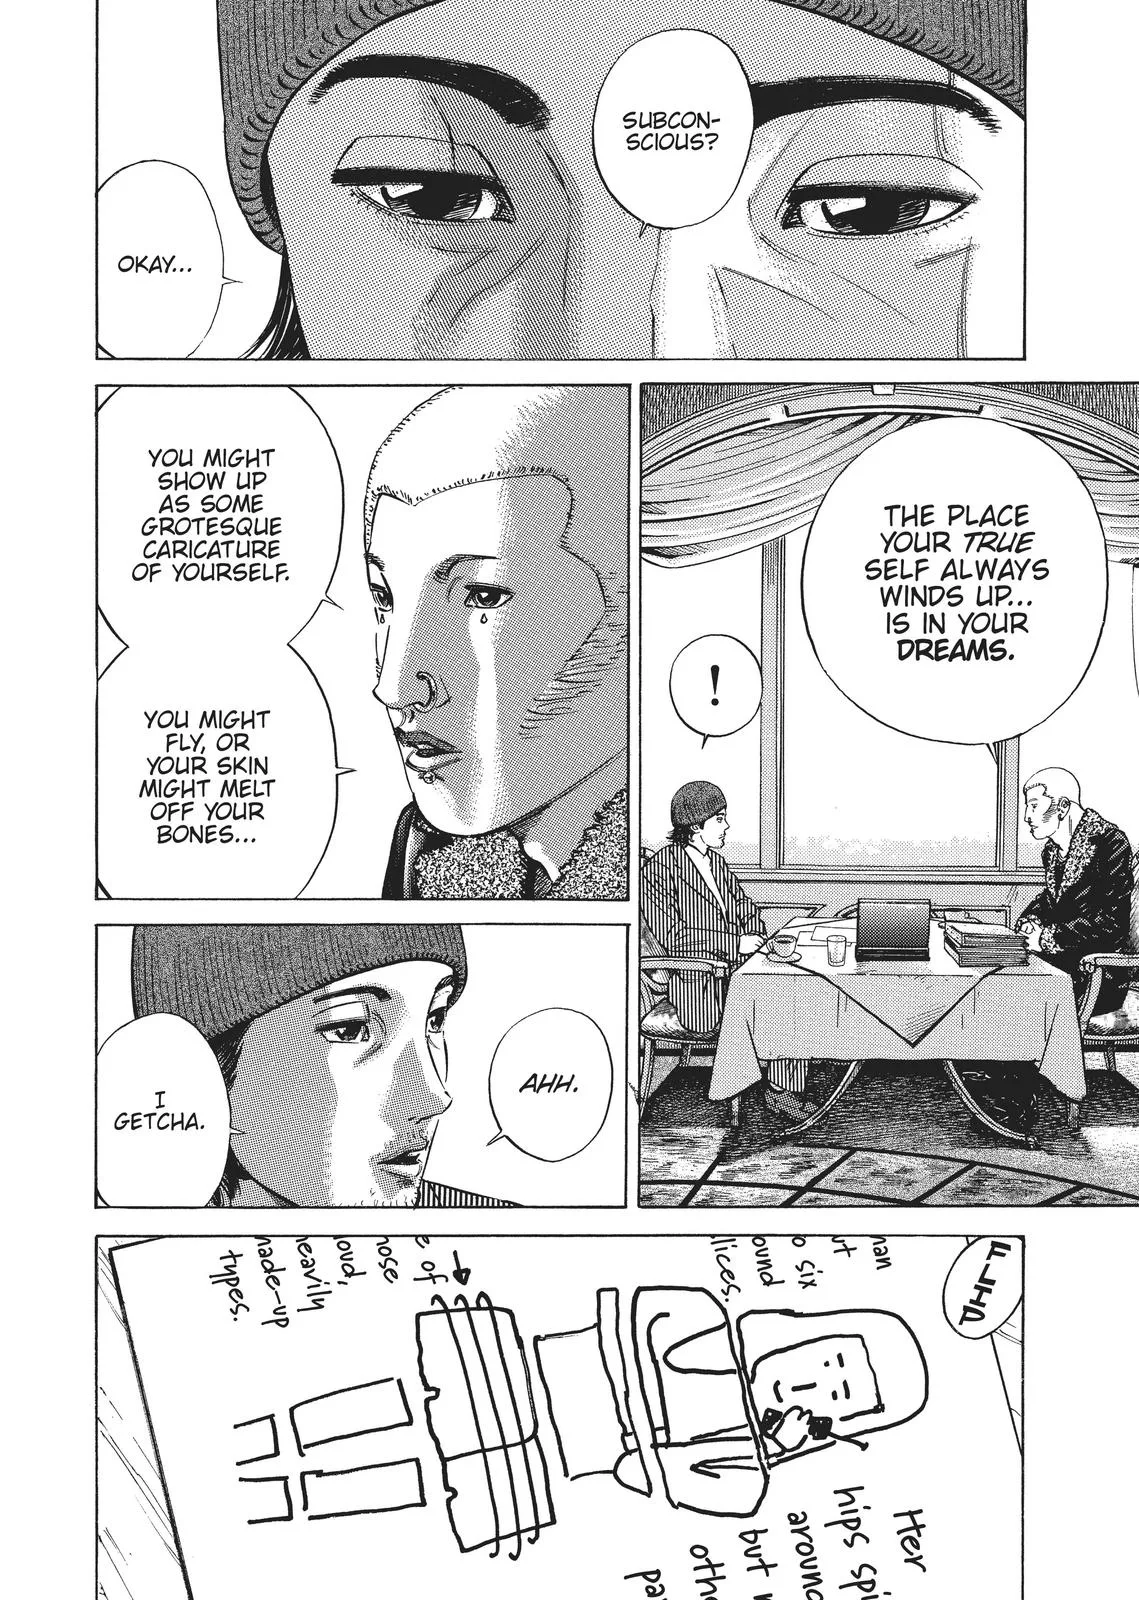 SUBCON-
SCIOUS?
OKAY...
THE PLACE
YOUR TRUE
SELF ALWAYS
WINDS UP...
IS IN YOUR
DREAMS.
!
YOU MIGHT
SHOW UP
AS SOME
GROTESQUE
CARICATURE
OF YOURSELF.
YOU MIGHT
FLY, OR
YOUR SKIN
MIGHT MELT
OFF YOUR
BONES...
AHH.
I
GETCHA.
FLIP
man
six
ound
lices.
e of
nose
loud,
heavily
made-up
types.
Her
hips spi
around
but
othe
pa